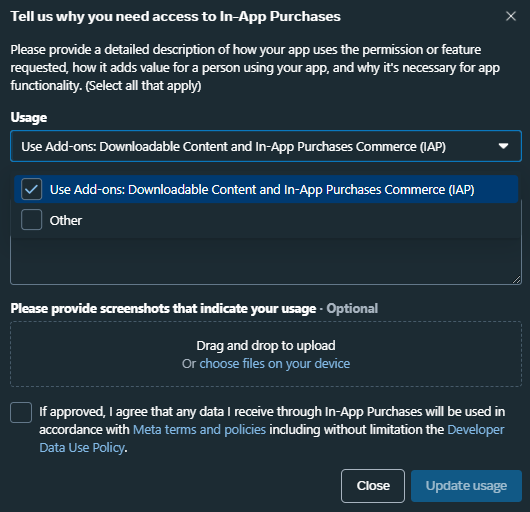 Tell us why you need access to In-App Purchases
Please provide a detailed description of how your app uses the permission or feature
requested, how it adds value for a person using your app, and why it's necessary for app
functionality. (Select all that apply)
Usage
Use Add-ons: Downloadable Content and In-App Purchases Commerce (IAP)
Use Add-ons: Downloadable Content and In-App Purchases Commerce (IAP)
Other
Please provide screenshots that indicate your usage · Optional
Drag and drop to upload
Or choose files on your device
If approved, I agree that any data I receive through In-App Purchases will be used in
accordance with Meta terms and policies including without limitation the Developer
Data Use Policy.
Close
Update usage